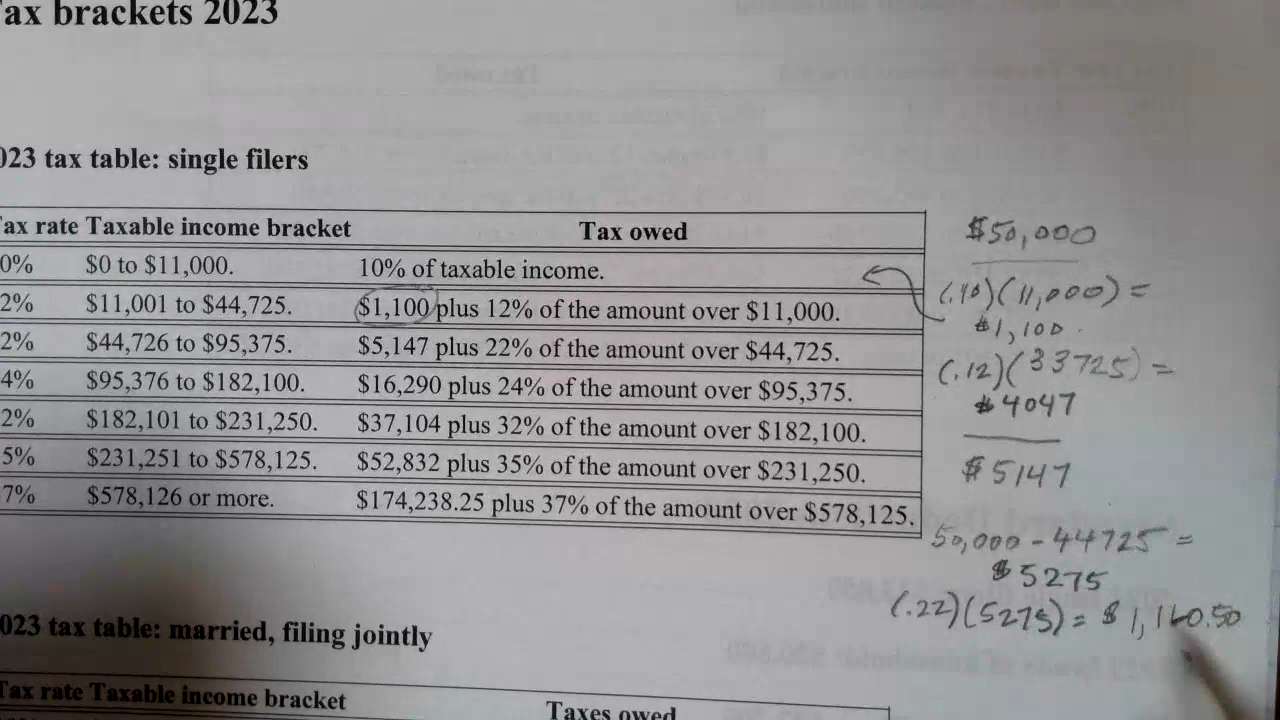 ax brackets 2023
023 tax table: single filers
Tax rate Taxable income bracket Tax owed
0% $0 to $11,000. 10% of taxable income.
2% $11,001 to $44,725. $1,100 plus 12% of the amount over $11,000.
2% $44,726 to $95,375. $5,147 plus 22% of the amount over $44,725.
4% $95,376 to $182,100. $16,290 plus 24% of the amount over $95,375.
2% $182,101 to $231,250. $37,104 plus 32% of the amount over $182,100.
5% $231,251 to $578,125. $52,832 plus 35% of the amount over $231,250.
7% $578,126 or more. $174,238.25 plus 37% of the amount over $578,125.
$50,000
(.10)(11,000) =
$1,100.
(.12)(33725) =
$4047
$5147
50,000 - 44725 =
$5275
(.22)(5275) = $1,160.50
023 tax table: married, filing jointly
Tax rate Taxable income bracket Taxes owed